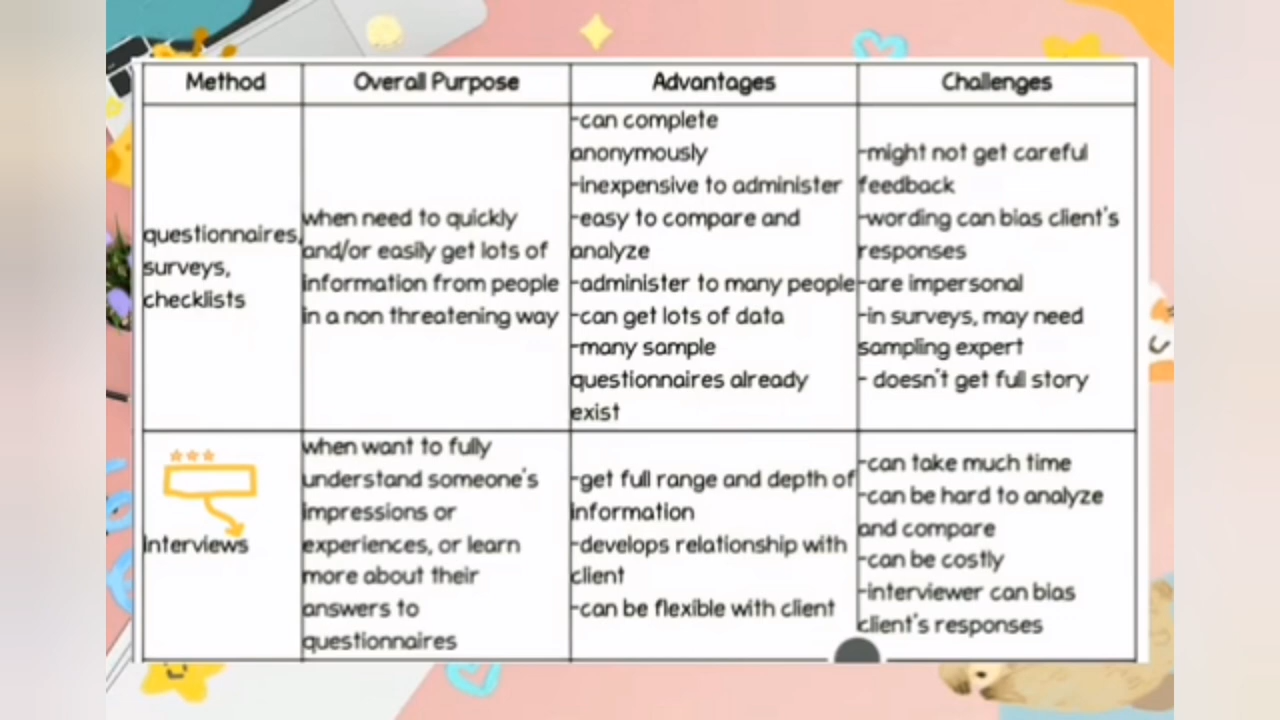 Method
Overall Purpose
Advantages
Challenges
questionnaires,
surveys,
checklists
when need to quickly
and/or easily get lots of
information from people
in a non threatening way
-can complete
anonymously
-inexpensive to administer
-easy to compare and
analyze
-administer to many people
-can get lots of data
-many sample
questionnaires already
exist
-might not get careful
feedback
-wording can bias client's
responses
-are impersonal
-in surveys, may need
sampling expert
- doesn't get full story
interviews
when want to fully
understand someone's
impressions or
experiences, or learn
more about their
answers to
questionnaires
-get full range and depth of
information
-develops relationship with
client
-can be flexible with client
-can take much time
-can be hard to analyze
and compare
-can be costly
-interviewer can bias
client's responses